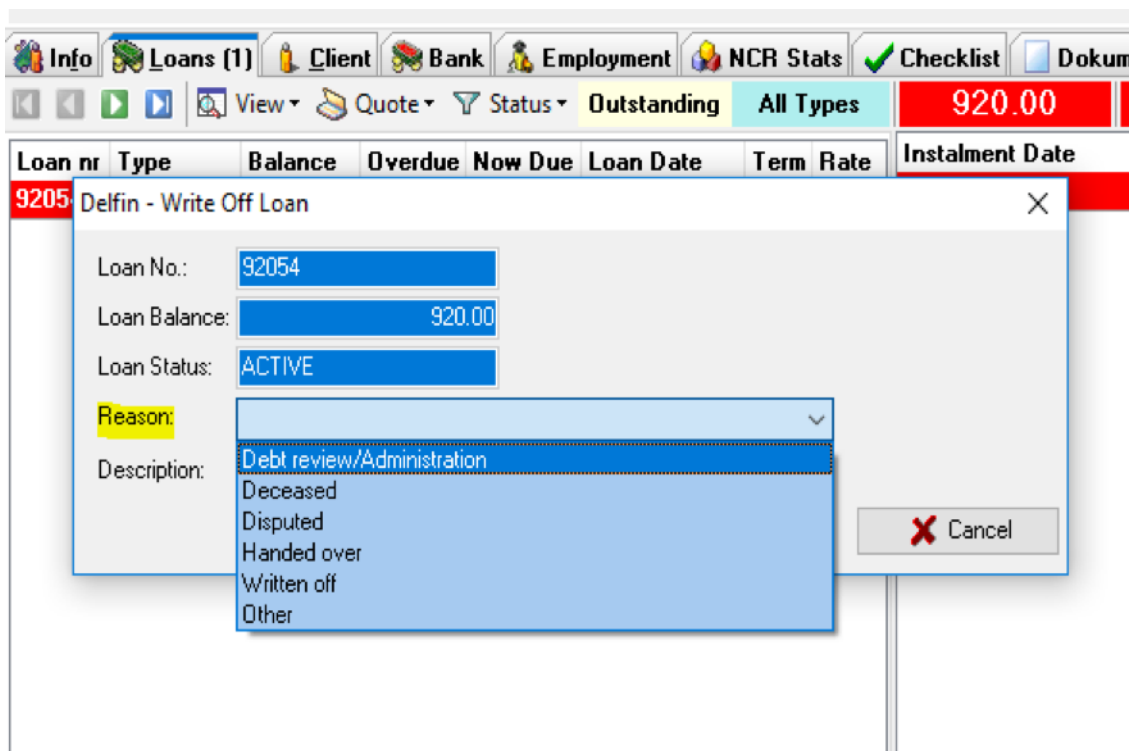 Info Loans (1) Client Bank Employment NCR Stats Checklist Dokum
View Quote Status Outstanding All Types 920.00
Loan nr Type Balance Overdue Now Due Loan Date Term Rate Instalment Date
9205
Delfin - Write Off Loan
Loan No.: 92054
Loan Balance: 920.00
Loan Status: ACTIVE
Reason:
Description:
Debt review/Administration
Deceased
Disputed
Handed over
Written off
Other
Cancel